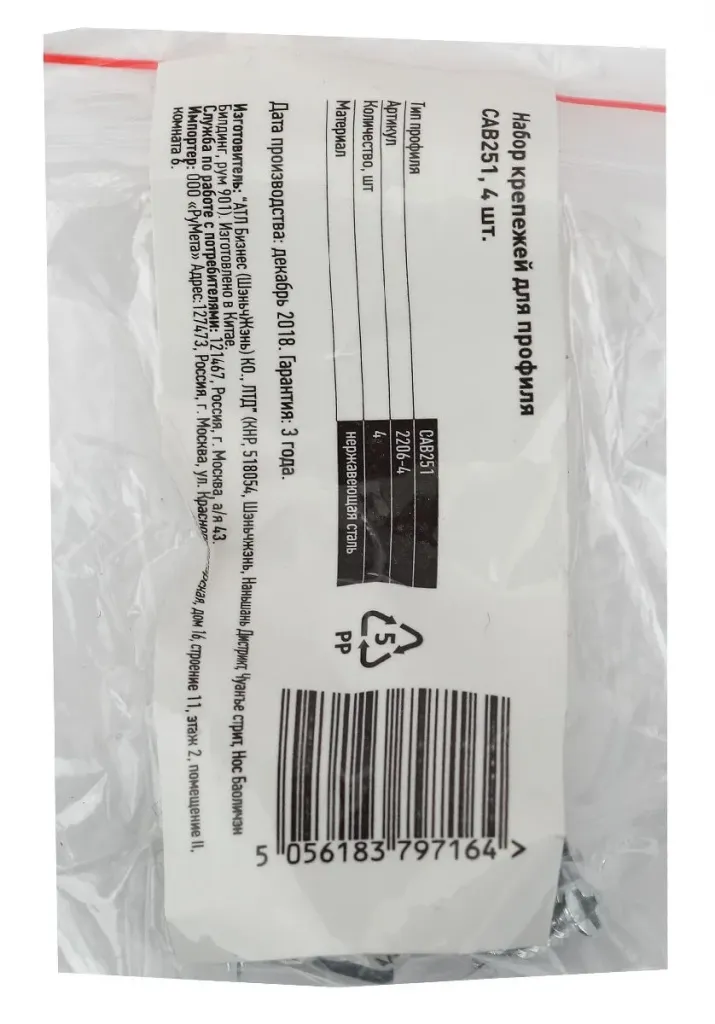 Набор крепежей для профиля
CAB251, 4 шт.
Тип профиля CAB251
Артикул 2206-4
Количество, шт 4
Материал нержавеющая сталь
5
PP
Дата производства: декабрь 2018. Гарантия: 3 года.
Изготовитель: "АТЛ Бизнес (ШэньчЖэнь) КО., ЛТД" (КНР, 518054, Шэньчжэнь, Наньшань Дистрикт, Чуанье стрит, Нос Баоличэн
Билдинг, рум 901). Изготовлено в Китае.
Служба по работе с потребителями: 121467, Россия, г. Москва, а/я 43.
Импортер: ООО «РуМета» Адрес:127473, Россия, г. Москва, ул. дом 16, строение 11, этаж 2, помещение II,
комната 6.
5 056183 797164 >